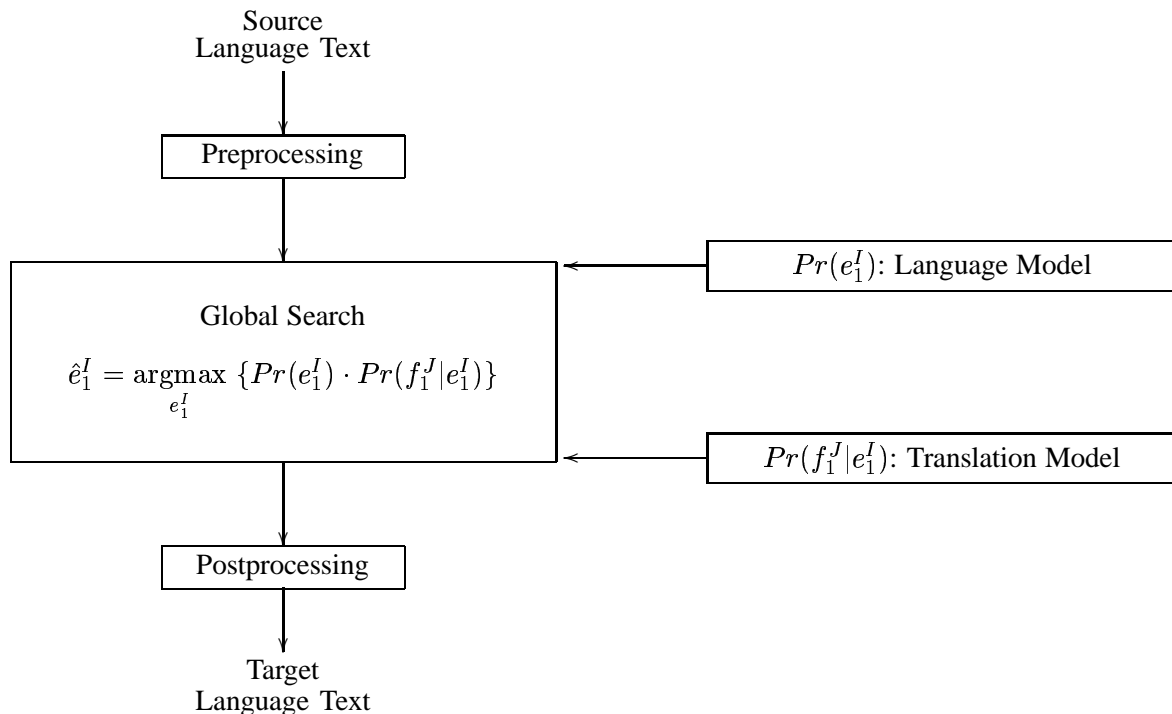 Source
Language Text
Preprocessing
Pr(e_1^I): Language Model
Global Search
ê_1^I = argmax {Pr(e_1^I) · Pr(f_1^J|e_1^I)}
e_1^I
Pr(f_1^J|e_1^I): Translation Model
Postprocessing
Target
Language Text